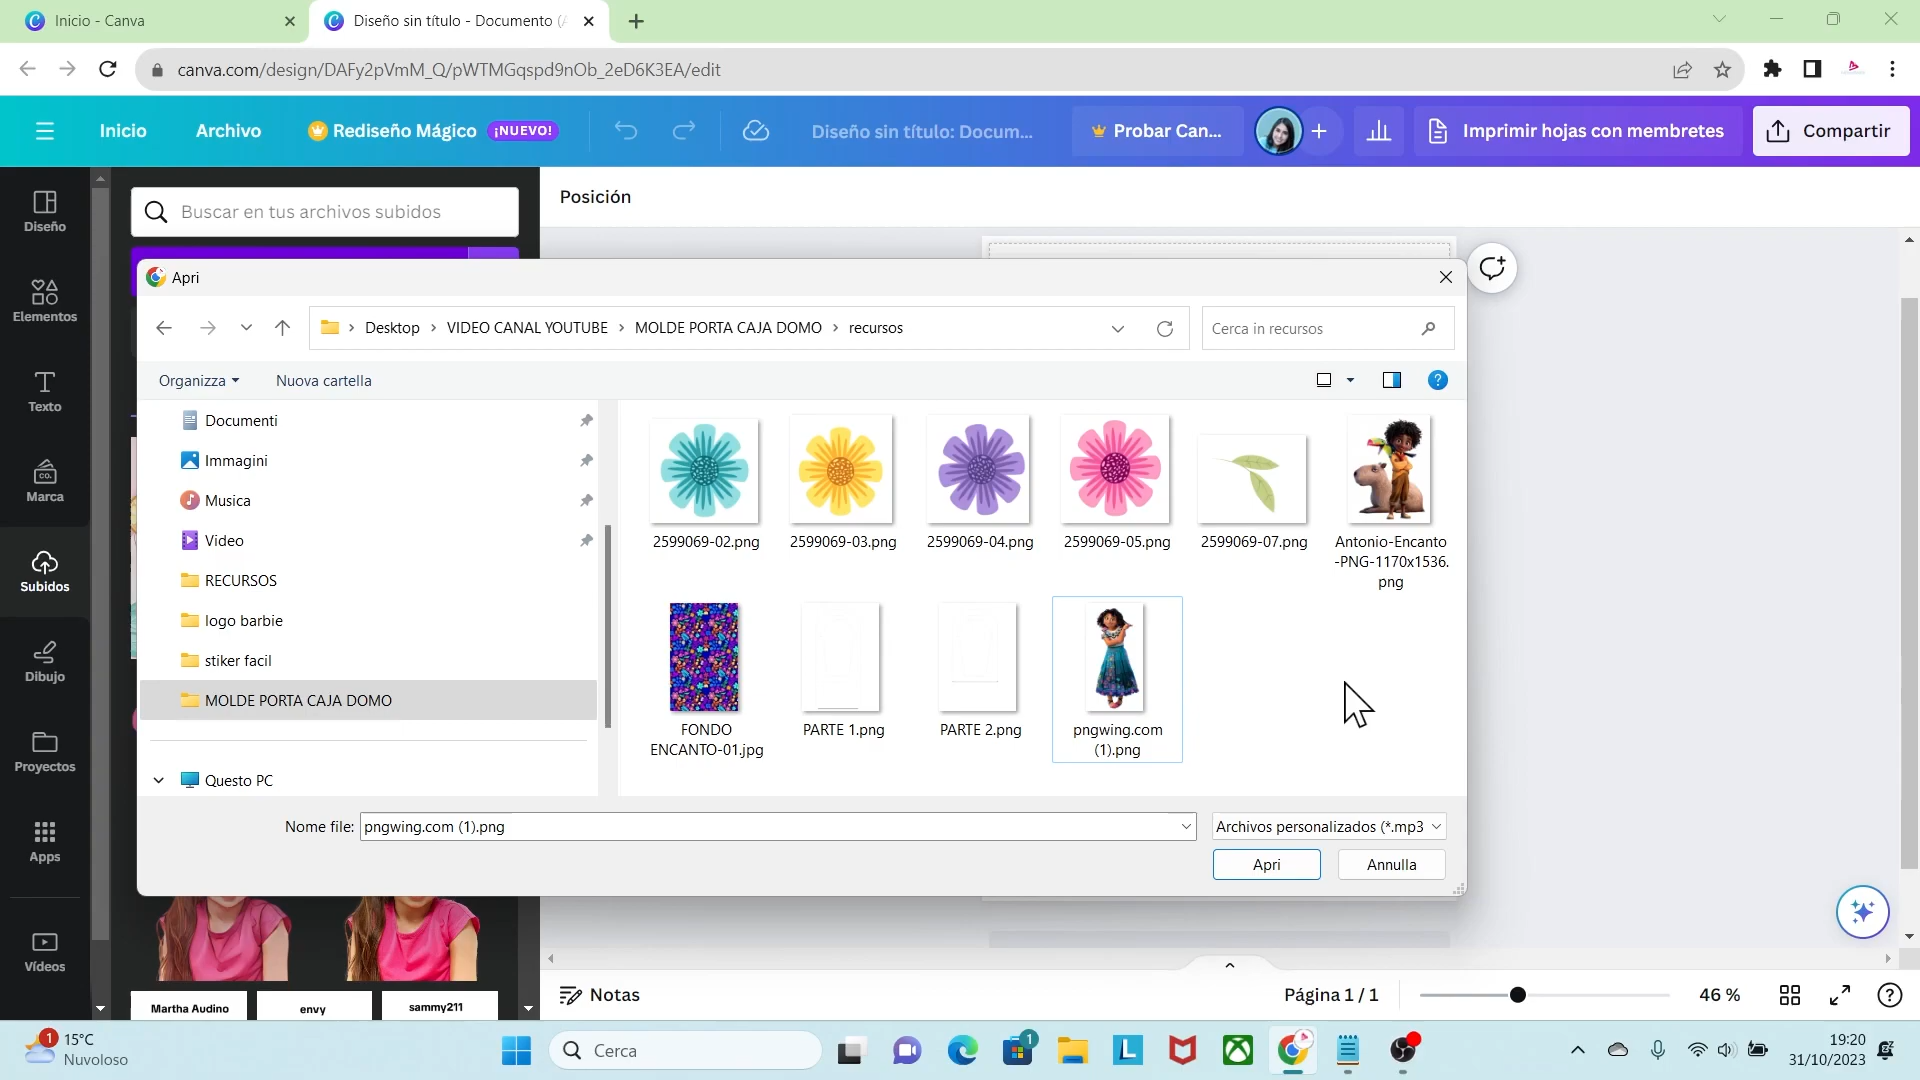 Inicio - Canva
Diseño sin título - Documento (
canva.com/design/DAFy2pVmM_Q/pWTMGqspd9nOb_2eD6K3EA/edit
Inicio
Archivo
Rediseño Mágico
¡NUEVO!
Diseño sin título: Docum...
Probar Can...
Imprimir hojas con membretes
Compartir
Diseño
Elementos
Texto
Marca
Subidos
Dibujo
Proyectos
Apps
Vídeos
Buscar en tus archivos subidos
Posición
Apri
Desktop
VIDEO CANAL YOUTUBE
MOLDE PORTA CAJA DOMO
recursos
Cerca in recursos
Organizza
Nuova cartella
Documenti
Immagini
Musica
Video
RECURSOS
logo barbie
stiker facil
MOLDE PORTA CAJA DOMO
Questo PC
2599069-02.png
2599069-03.png
2599069-04.png
2599069-05.png
2599069-07.png
Antonio-Encanto
-PNG-1170x1536.
png
FONDO
ENCANTO-01.jpg
PARTE 1.png
PARTE 2.png
pngwing.com
(1).png
Nome file:
pngwing.com (1).png
Archivos personalizados (*.mp3
Apri
Annulla
Martha Audino
envy
sammy211
Notas
Página 1 / 1
46 %
1
15°C
Nuvoloso
Cerca
1
19:20
31/10/2023